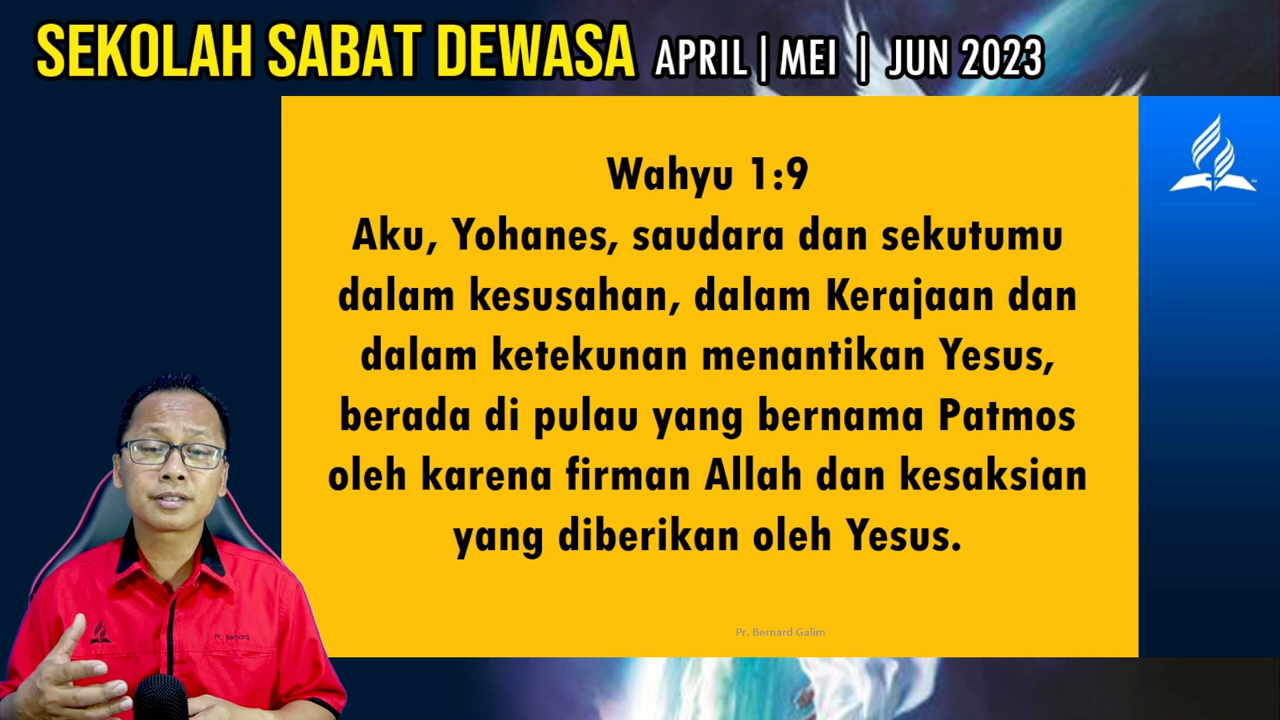 SEKOLAH SABAT DEWASA APRIL | MEI | JUN 2023
Wahyu 1:9
Aku, Yohanes, saudara dan sekutumu
dalam kesusahan, dalam Kerajaan dan
dalam ketekunan menantikan Yesus,
berada di pulau yang bernama Patmos
oleh karena firman Allah dan kesaksian
yang diberikan oleh Yesus.
Pr. Bernard Galim
Pr. Bernard